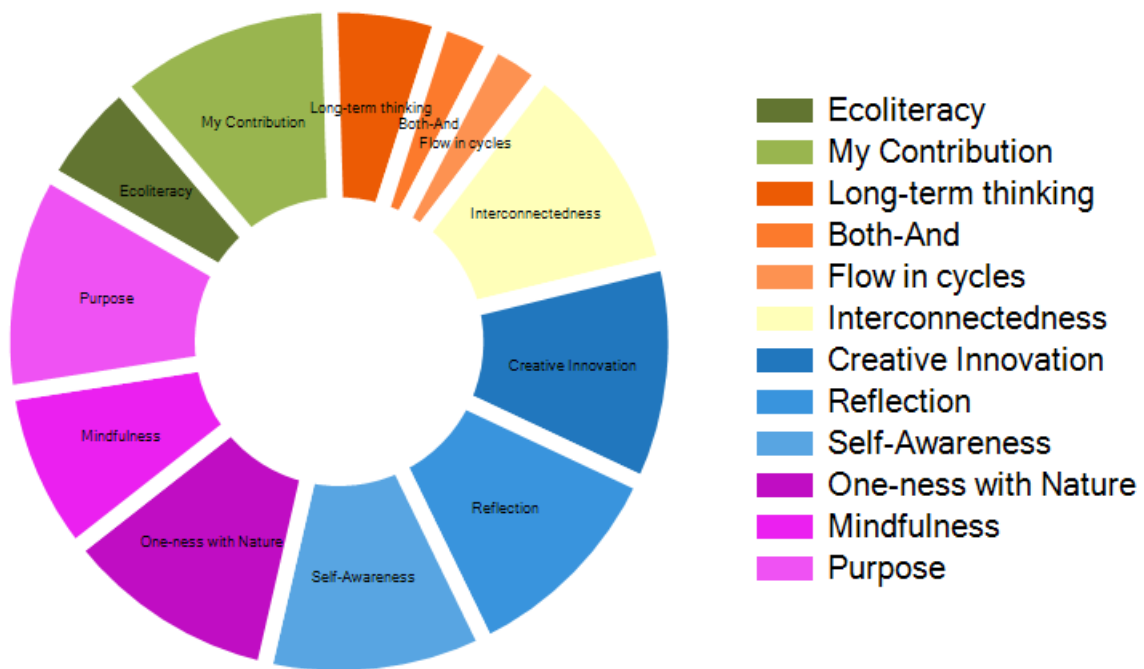 Long-term thinking
My Contribution
Both-And
Flow in cycles
Ecoliteracy
Interconnectedness
Purpose
Creative Innovation
Mindfulness
Reflection
One-ness with Nature
Self-Awareness
Ecoliteracy
My Contribution
Long-term thinking
Both-And
Flow in cycles
Interconnectedness
Creative Innovation
Reflection
Self-Awareness
One-ness with Nature
Mindfulness
Purpose